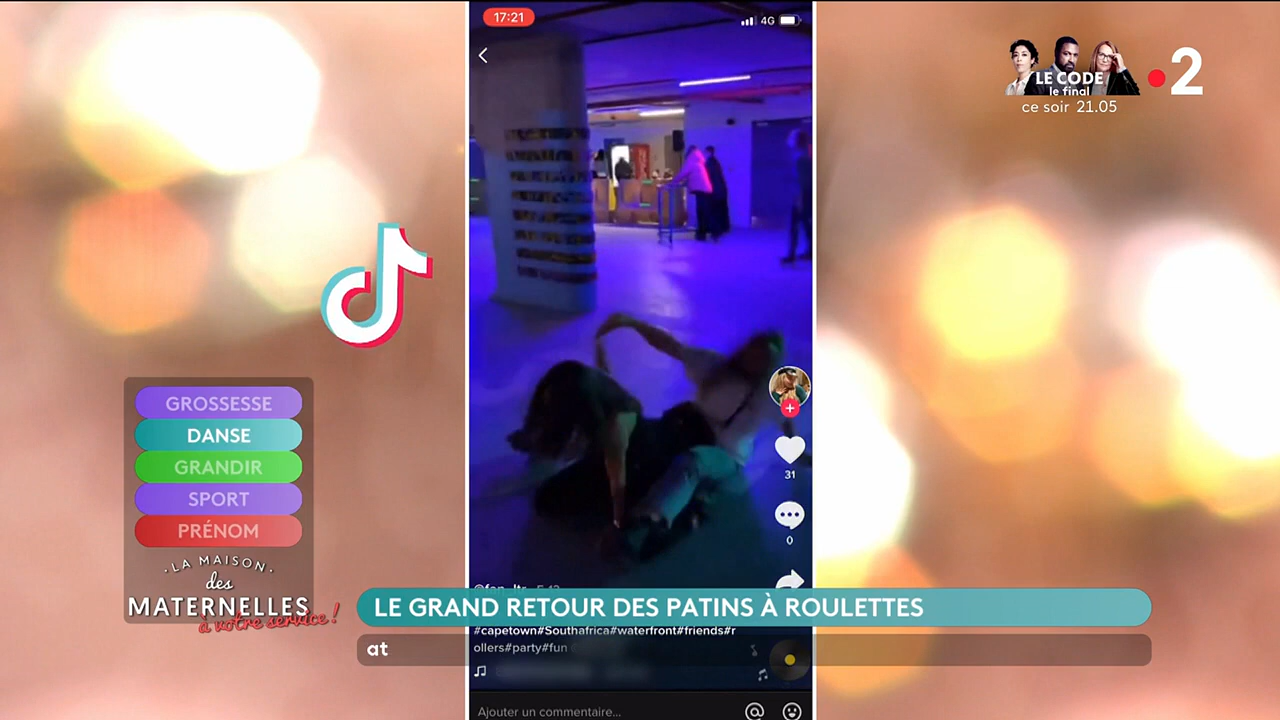 17:21
4G
LE CODE
le final
ce soir 21.05
2
GROSSESSE
DANSE
GRANDIR
SPORT
PRÉNOM
·LA MAISON·
des
MATERNELLES
à votre service !
31
0
LE GRAND RETOUR DES PATINS À ROULETTES
#capetown#Southafrica#waterfront#friends#r
ollers#party#fun
at
Ajouter un commentaire...
@